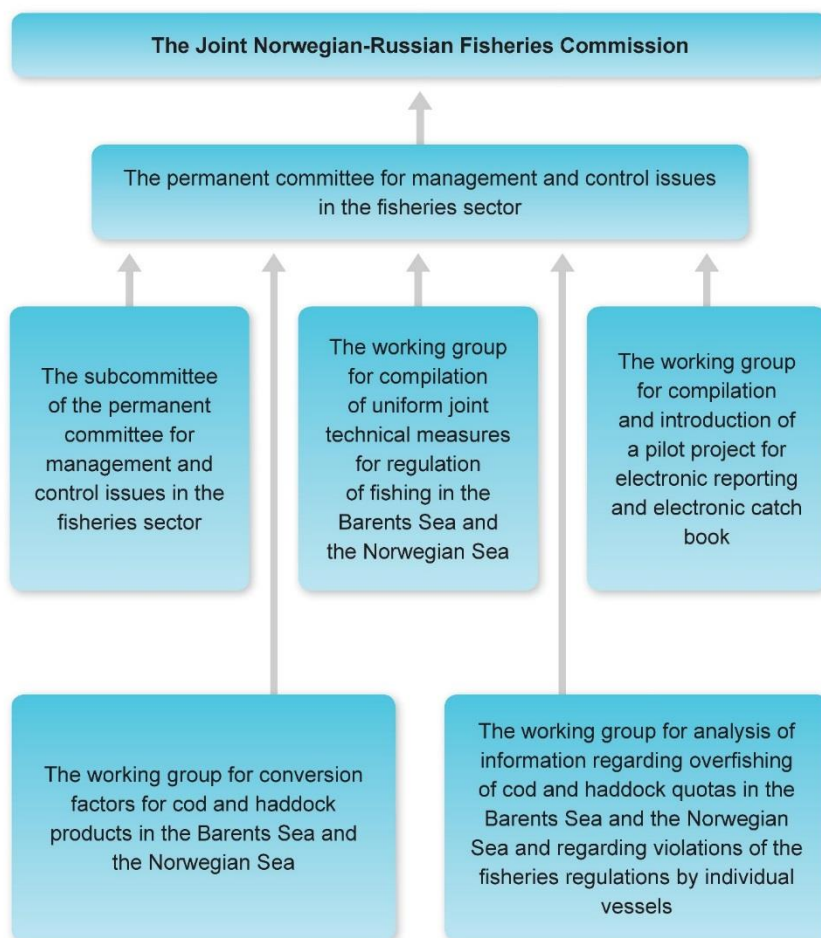 The Joint Norwegian-Russian Fisheries Commission
The permanent committee for management and control issues
in the fisheries sector
The subcommittee
of the permanent
committee for
management and
control issues in the
fisheries sector
The working group
for compilation
of uniform joint
technical measures
for regulation
of fishing in the
Barents Sea and
the Norwegian Sea
The working group
for compilation
and introduction of
a pilot project for
electronic reporting
and electronic catch
book
The working group for conversion
factors for cod and haddock
products in the Barents Sea and
the Norwegian Sea
The working group for analysis of
information regarding overfishing
of cod and haddock quotas in the
Barents Sea and the Norwegian
Sea and regarding violations of the
fisheries regulations by individual
vessels